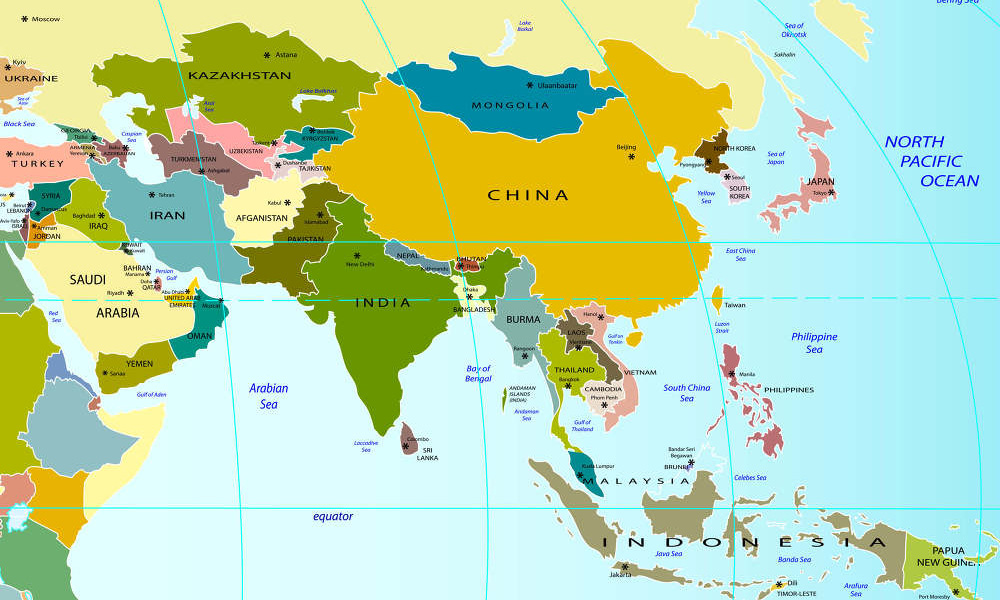 Moscow
Bering Sea
Lake
Baikal
Sea of
Okhotsk
Sakhalin
Kyiv
UKRAINE
Astana
KAZAKHSTAN
Lake Balkhas
Ulaanbaatar
MONGOLIA
Sea of
Azov
Aral
Sea
Black Sea
GEORGIA
Tbilisi
Caspian
Sea
ARMENIA
Yerevan
Baku
AZERBAIJAN
KYRGYZSTAN
UZBEKISTAN
Ankara
TURKEY
TURKMENISTAN
Ashgabat
Dushanbe
TAJIKISTAN
Beijing
NORTH KOREA
Pyongyang
Seoul
SOUTH
KOREA
Sea of
Japan
JAPAN
Tokyo
NORTH
PACIFIC
OCEAN
Yellow
Sea
CHINA
SYRIA
Damascus
Beirut
LEBANON
Tehran
IRAN
Kabul
AFGANISTAN
Islamabad
PAKISTAN
Baghdad
IRAQ
ISRAEL
Amman
JORDAN
KUWAIT
Kuwait
East China
Sea
New Delhi
NEPAL
Kathmandu
BHUTAN
Thimphu
SAUDI
ARABIA
Riyadh
BAHRAN
Manama
Persian
Gulf
Doha
QATAR
Abu Dhabi
UNITED ARAB
EMIRATES
Muscat
OMAN
INDIA
Dhaka
BANGLADESH
BURMA
Rangoon
Hanoi
LAOS
Vientiane
Gulf on
Tonkin
Taiwan
Luzon
Strait
Philippine
Sea
Red
Sea
YEMEN
Sanaa
Gulf of Aden
Arabian
Sea
Bay of
Bengal
ANDAMAN
ISLANDS
(INDIA)
Andaman
Sea
THAILAND
Bangkok
VIETNAM
CAMBODIA
Phom Penh
Gulf of
Thailand
South China
Sea
Manila
PHILIPPINES
Laccadive
Sea
Colombo
SRI
LANKA
Bandar Seri
Begawan
BRUNEI
Kuala Lumpur
MALAYSIA
Celebes Sea
equator
INDONESIA
Java Sea
Jakarta
Banda Sea
Dili
TIMOR-LESTE
Arafura
Sea
PAPUA
NEW GUINEA
Port Moresby